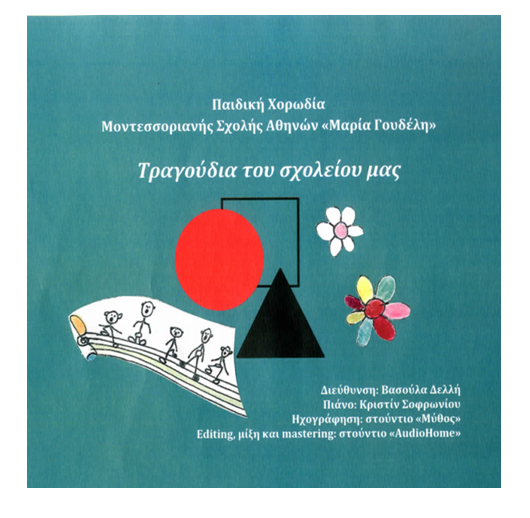 Παιδική Χορωδία
Μοντεσσοριανής Σχολής Αθηνών «Μαρία Γουδέλη»
Τραγούδια του σχολείου μας
Διεύθυνση: Βασούλα Δελλή
Πιάνο: Κριστίν Σοφρωνίου
Ηχογράφηση: στούντιο «Μύθος»
Editing, μίξη και mastering: στούντιο «AudioHome»